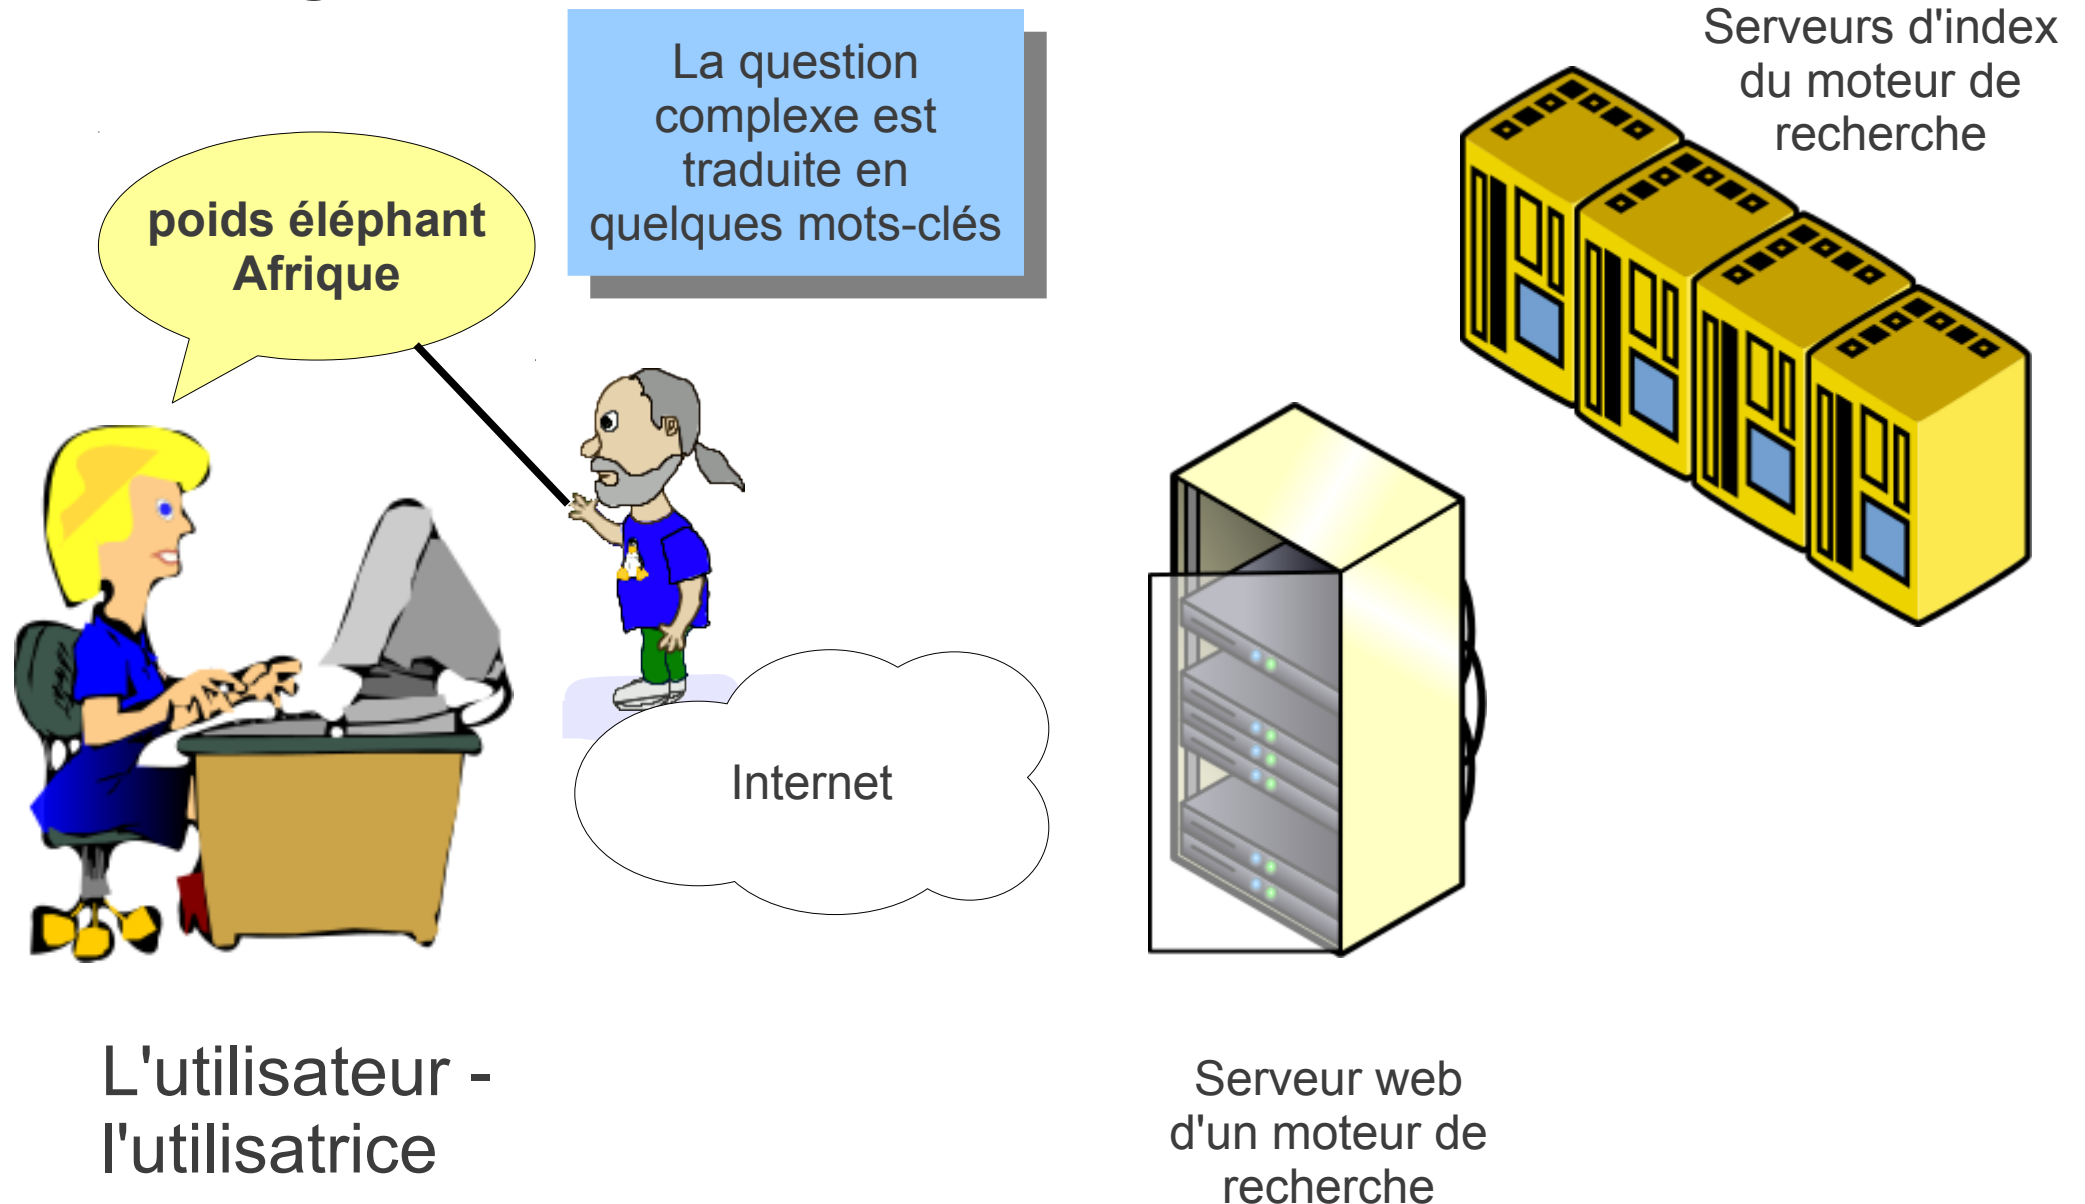 La question
complexe est
traduite en
quelques mots-clés
Serveurs d'index
du moteur de
recherche
poids éléphant
Afrique
Internet
L'utilisateur -
l'utilisatrice
Serveur web
d'un moteur de
recherche